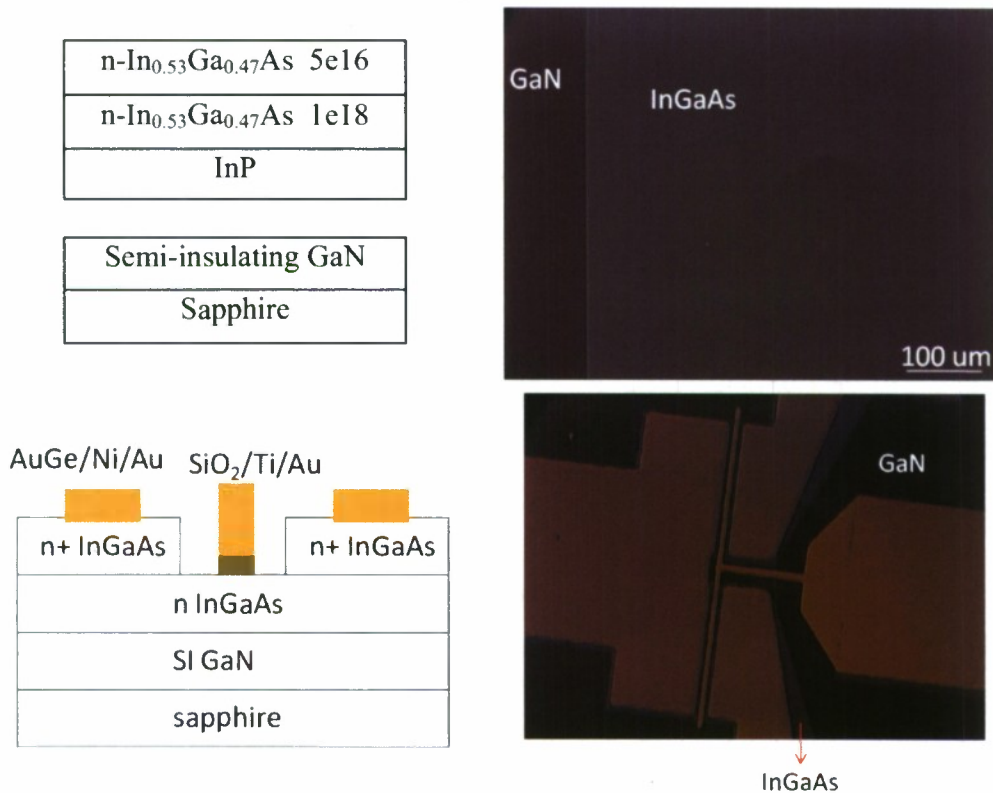 n-In0.53Ga0.47As 5e16
n-In0.53Ga0.47As 1e18
InP
Semi-insulating GaN
Sapphire
GaN
InGaAs
100 um
AuGe/Ni/Au
SiO2/Ti/Au
n+ InGaAs
n+ InGaAs
n InGaAs
SI GaN
sapphire
GaN
InGaAs